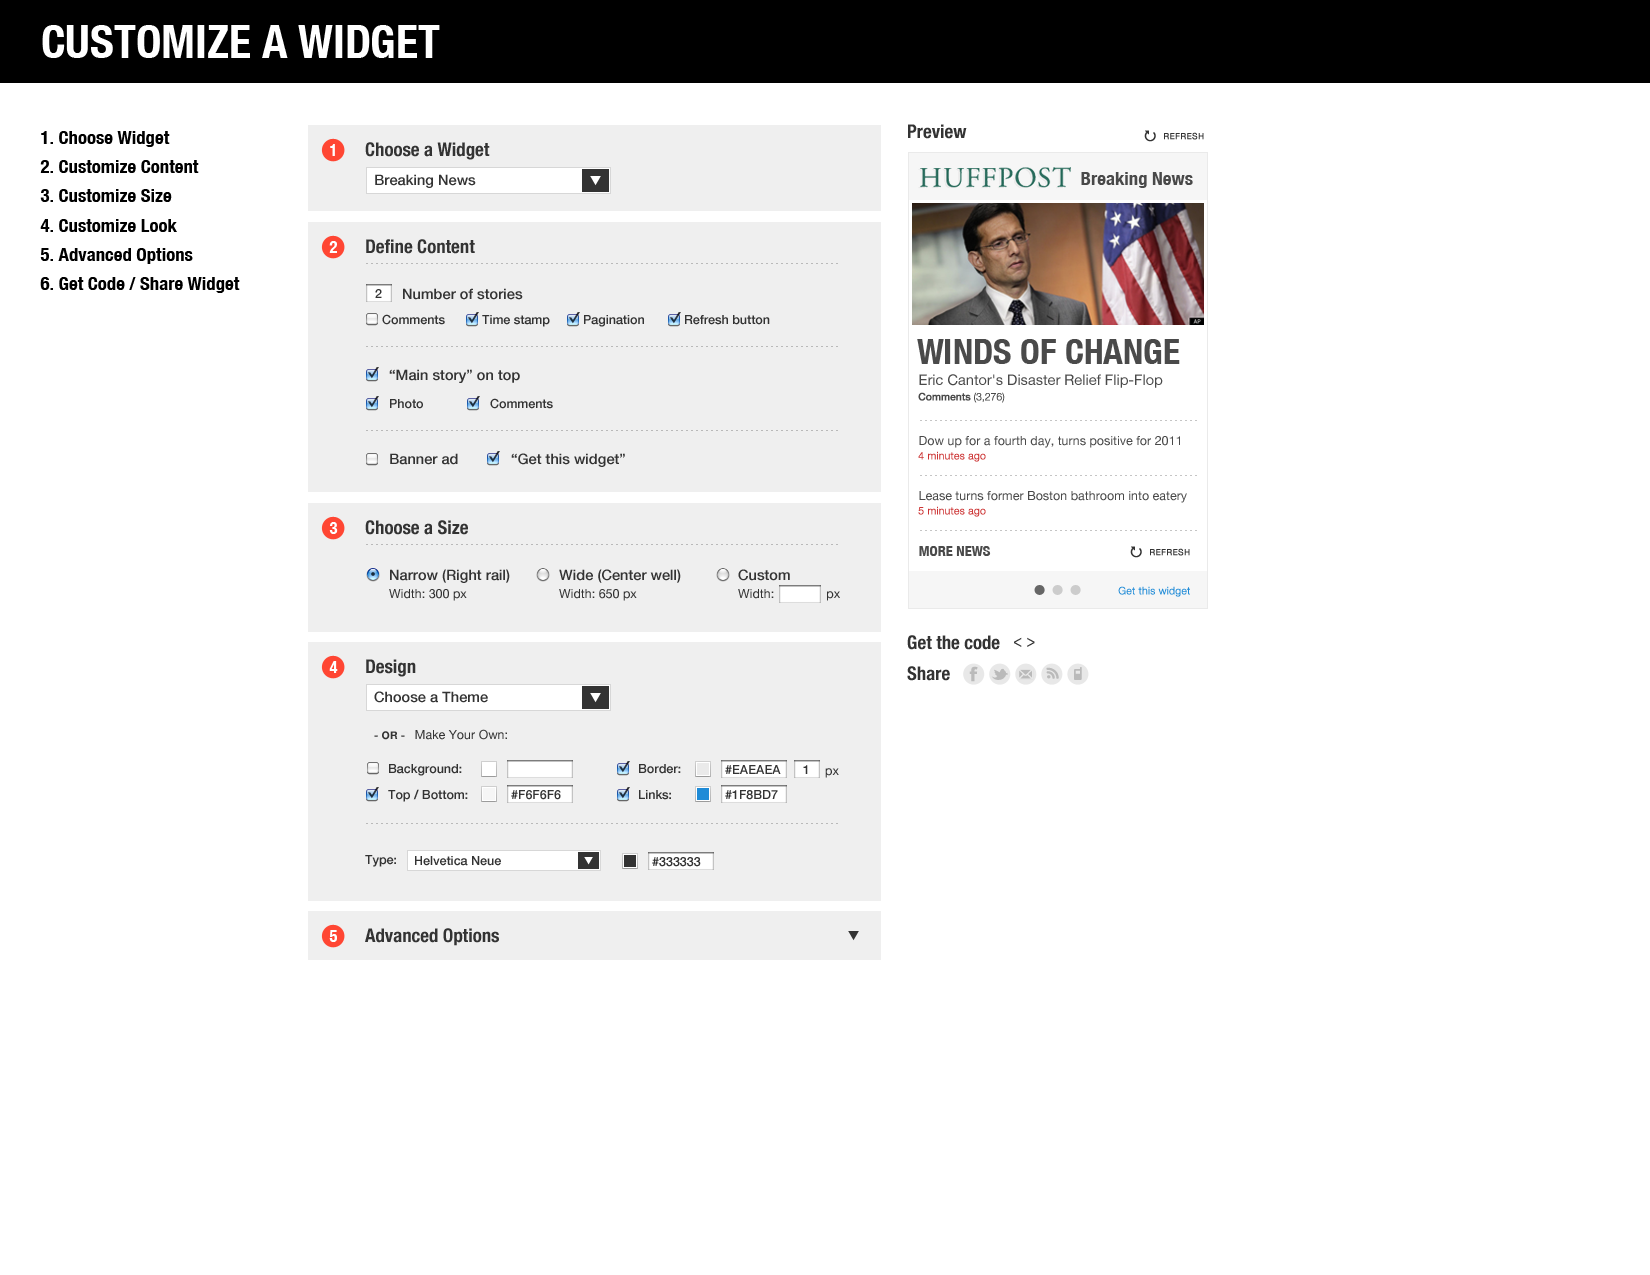 CUSTOMIZE A WIDGET
1. Choose Widget
2. Customize Content
3. Customize Size
4. Customize Look
5. Advanced Options
6. Get Code / Share Widget
1 Choose a Widget
Breaking News
2 Define Content
2 Number of stories
Comments Time stamp Pagination Refresh button
“Main story” on top
Photo Comments
Banner ad “Get this widget”
3 Choose a Size
Narrow (Right rail) Wide (Center well) Custom
Width: 300 px Width: 650 px Width: px
4 Design
Choose a Theme
- OR - Make Your Own:
Background: Border: #EAEAEA 1 px
Top / Bottom: #F6F6F6 Links: #1F8BD7
Type: Helvetica Neue #333333
5 Advanced Options
Preview REFRESH
HUFFPOST Breaking News
AP
WINDS OF CHANGE
Eric Cantor's Disaster Relief Flip-Flop
Comments (3,276)
Dow up for a fourth day, turns positive for 2011
4 minutes ago
Lease turns former Boston bathroom into eatery
5 minutes ago
MORE NEWS REFRESH
Get this widget
Get the code < >
Share